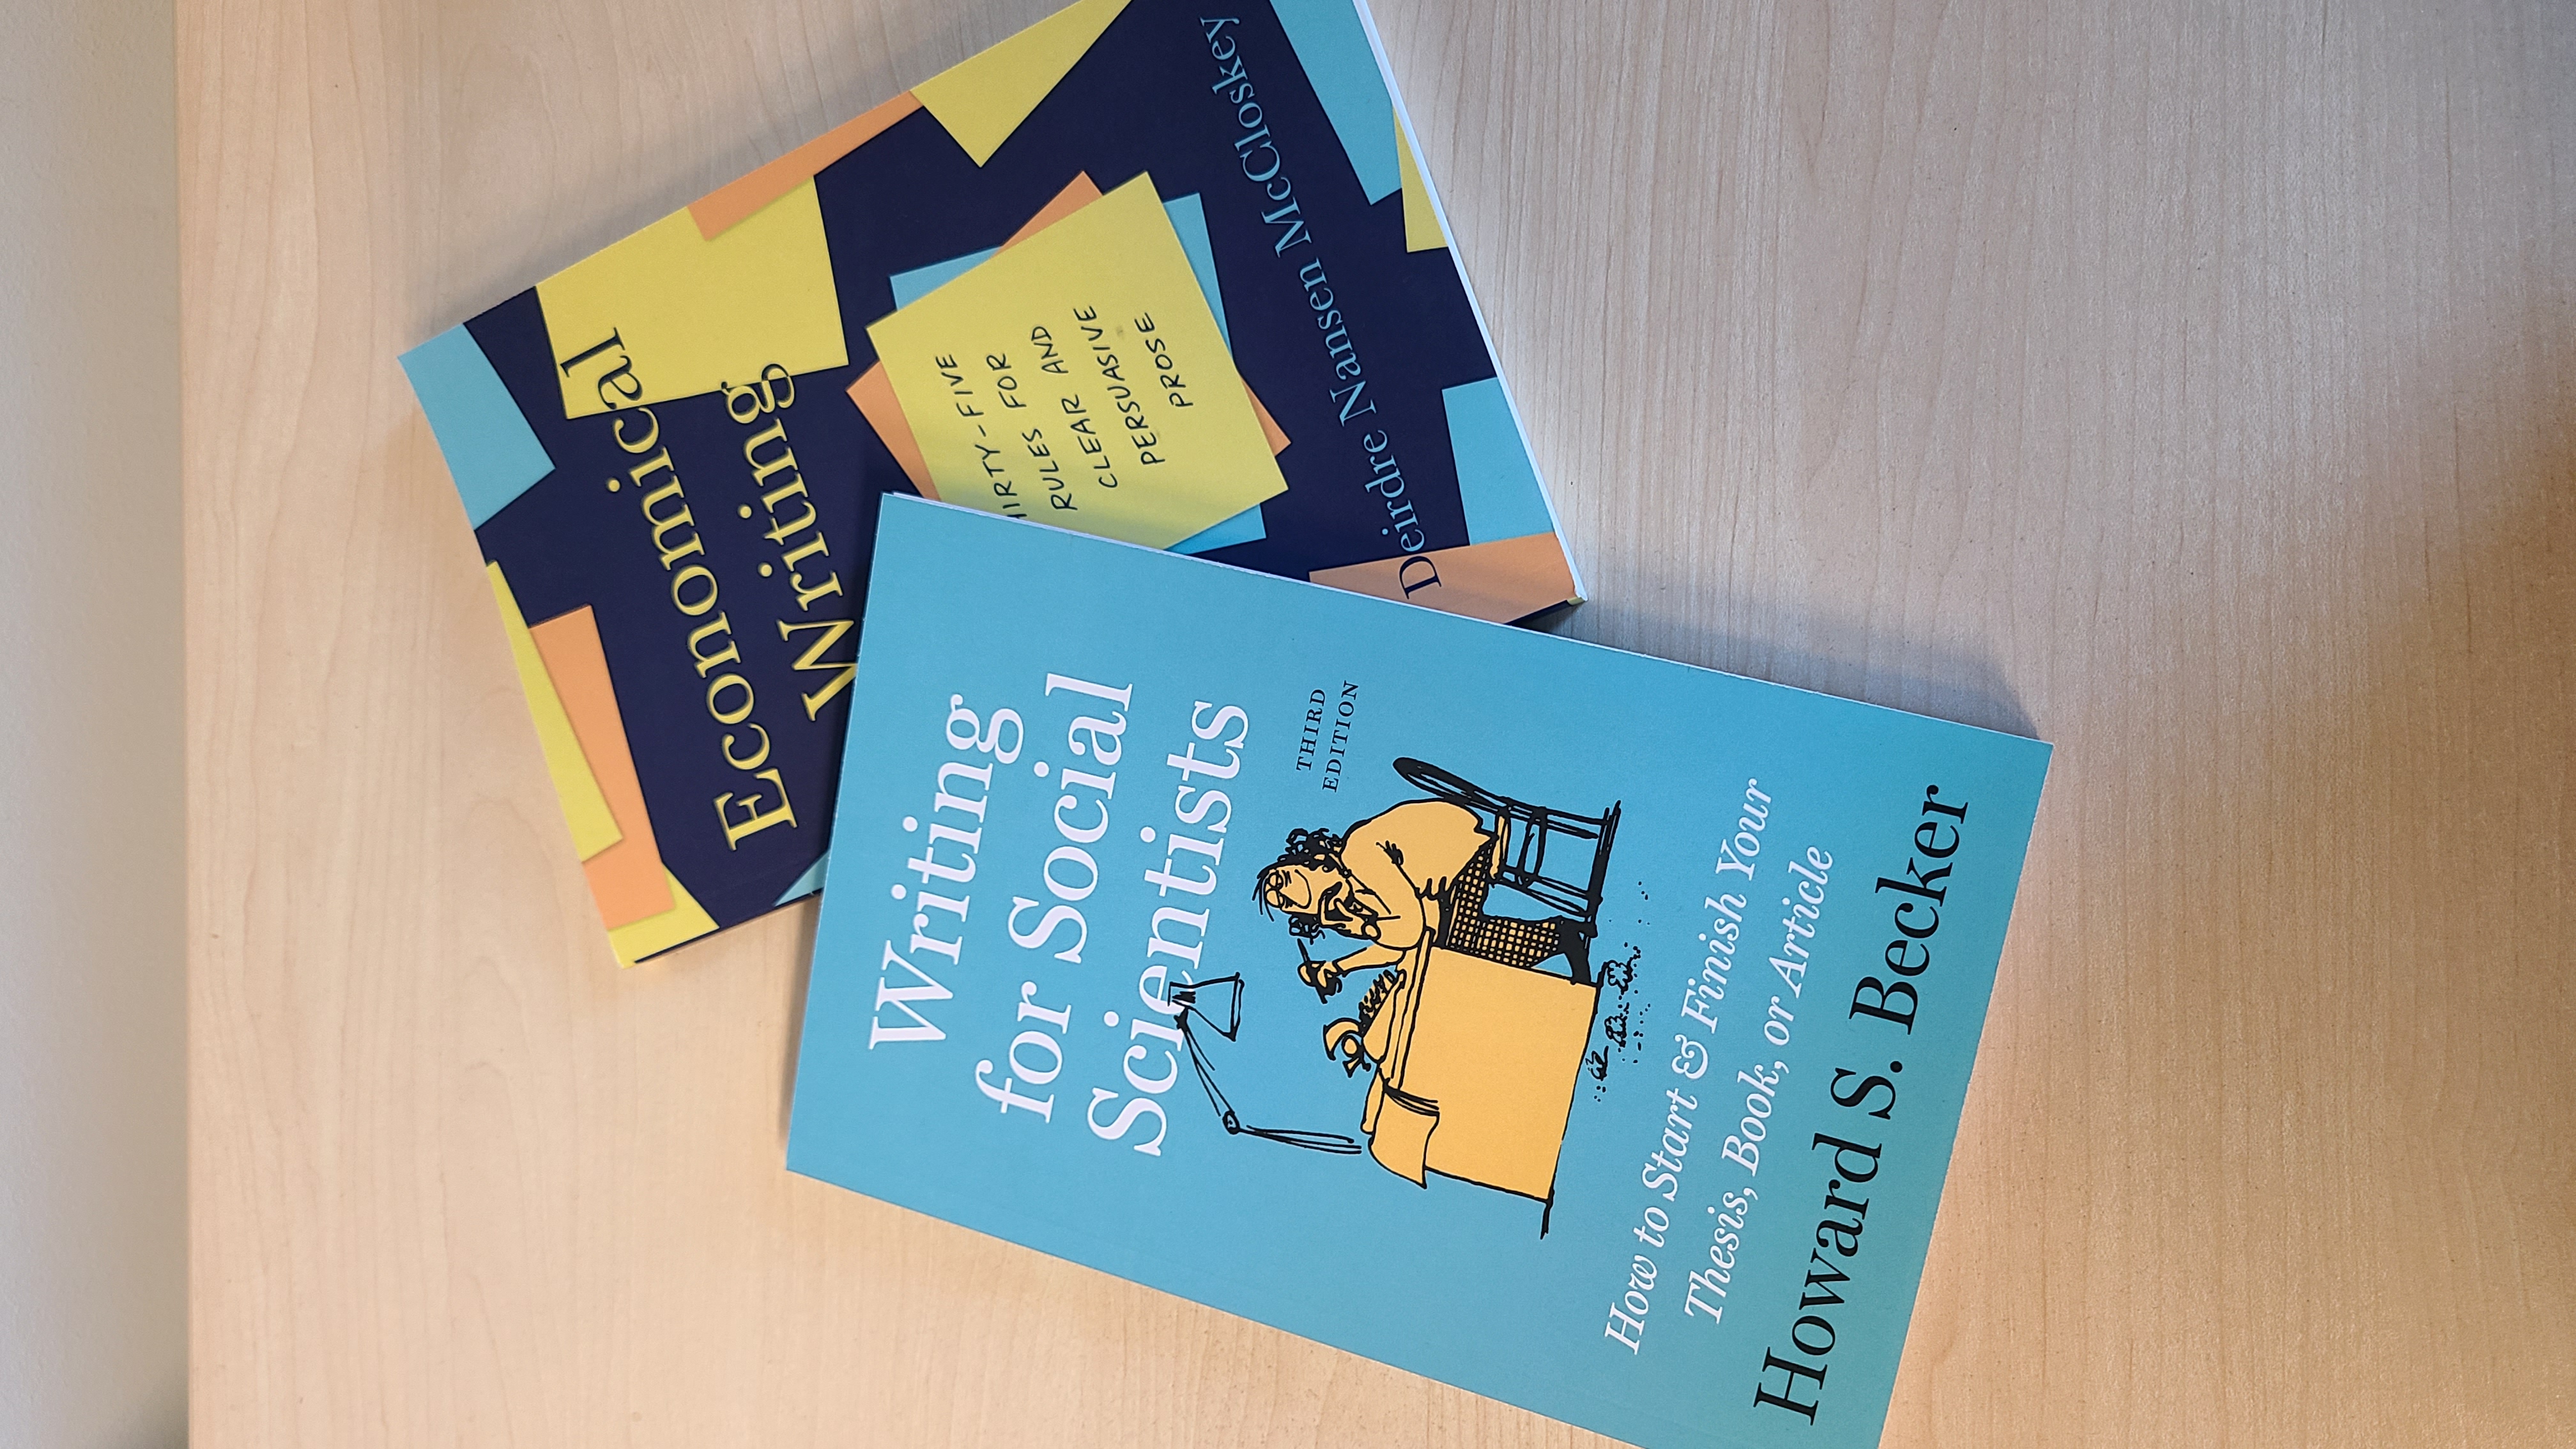 Economical
Writing
HIRTY-FIVE
RULES FOR
CLEAR AND
PERSUASIVE
PROSE
Deirdre Nansen McCloskey
Writing
for Social
Scientists
THIRD
EDITION
How to Start & Finish Your
Thesis, Book, or Article
Howard S. Becker